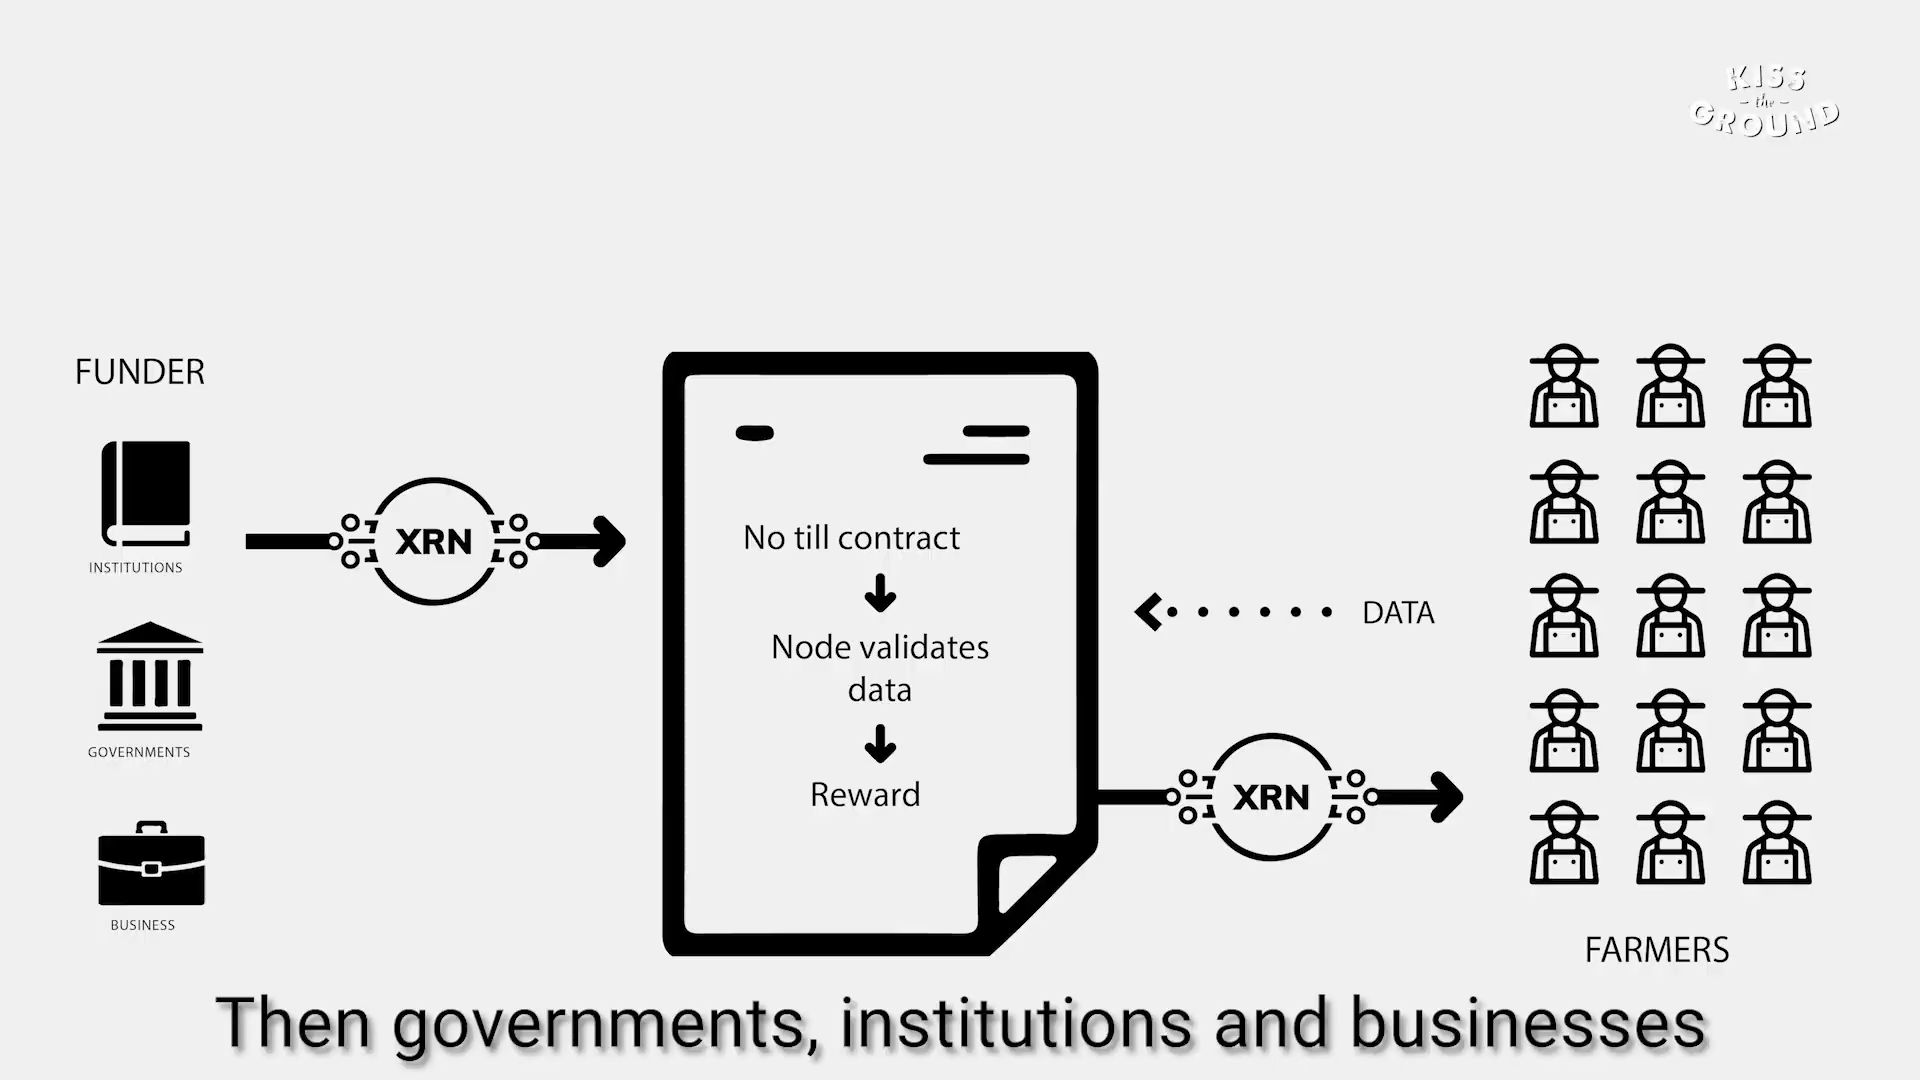 KISS
the
GROUND
FUNDER
INSTITUTIONS
GOVERNMENTS
BUSINESS
XRN
No till contract
Node validates
data
Reward
DATA
XRN
FARMERS
Then governments, institutions and businesses